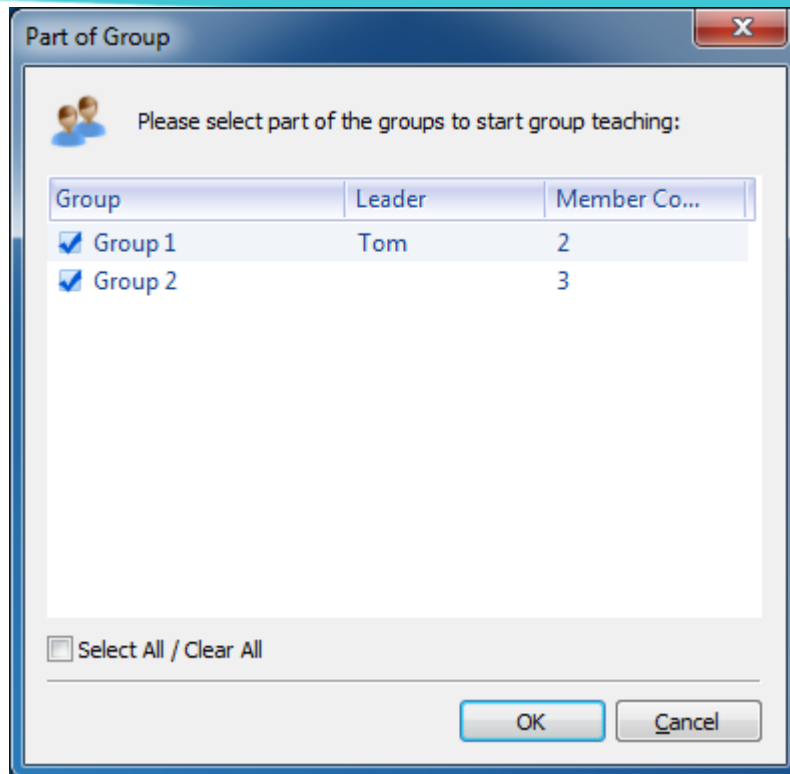 Part of Group
Please select part of the groups to start group teaching:
Group Leader Member Co...
Group 1 Tom 2
Group 2 3
Select All / Clear All
OK Cancel